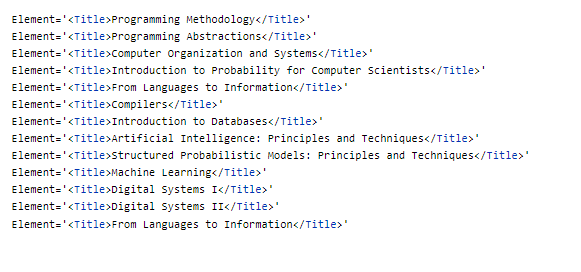 Element='<Title>Programming Methodology</Title>'
Element='<Title>Programming Abstractions</Title>'
Element='<Title>Computer Organization and Systems</Title>'
Element='<Title>Introduction to Probability for Computer Scientists</Title>'
Element='<Title>From Languages to Information</Title>'
Element='<Title>Compilers</Title>'
Element='<Title>Introduction to Databases</Title>'
Element='<Title>Artificial Intelligence: Principles and Techniques</Title>'
Element='<Title>Structured Probabilistic Models: Principles and Techniques</Title>'
Element='<Title>Machine Learning</Title>'
Element='<Title>Digital Systems I</Title>'
Element='<Title>Digital Systems II</Title>'
Element='<Title>From Languages to Information</Title>'